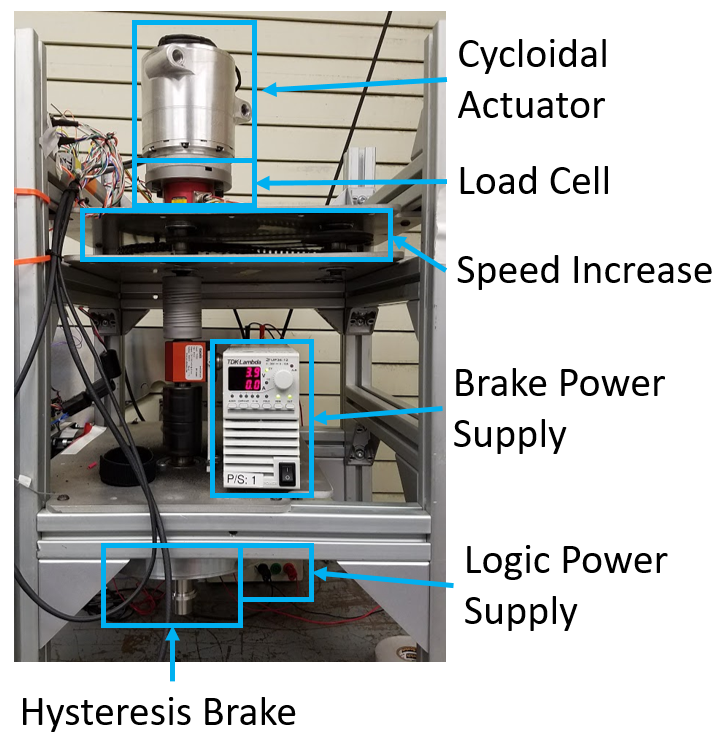 Cycloidal
Actuator
Load Cell
Speed Increase
TDK-Lambda
3.9
0.0
Brake Power
Supply
P/S: 1
Logic Power
Supply
Hysteresis Brake